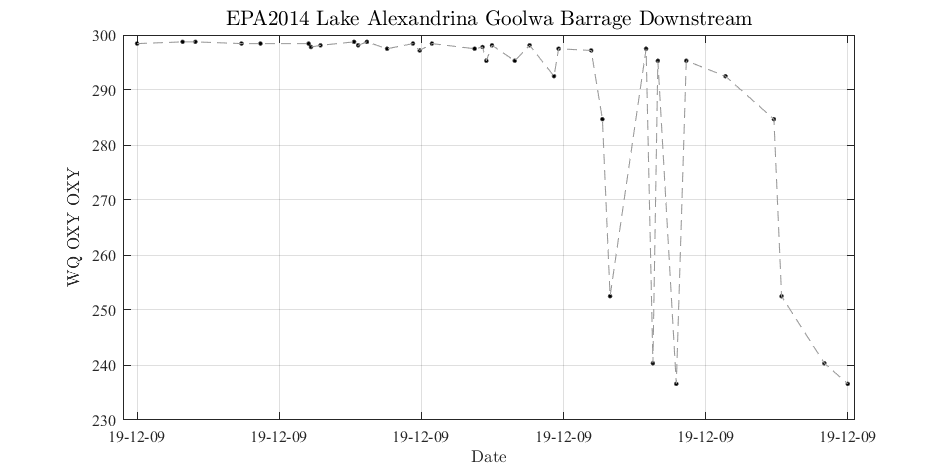 EPA2014 Lake Alexandrina Goolwa Barrage Downstream
300
290
280
270
260
250
240
230
WQ OXY OXY
19-12-09 19-12-09 19-12-09 19-12-09 19-12-09 19-12-09
Date